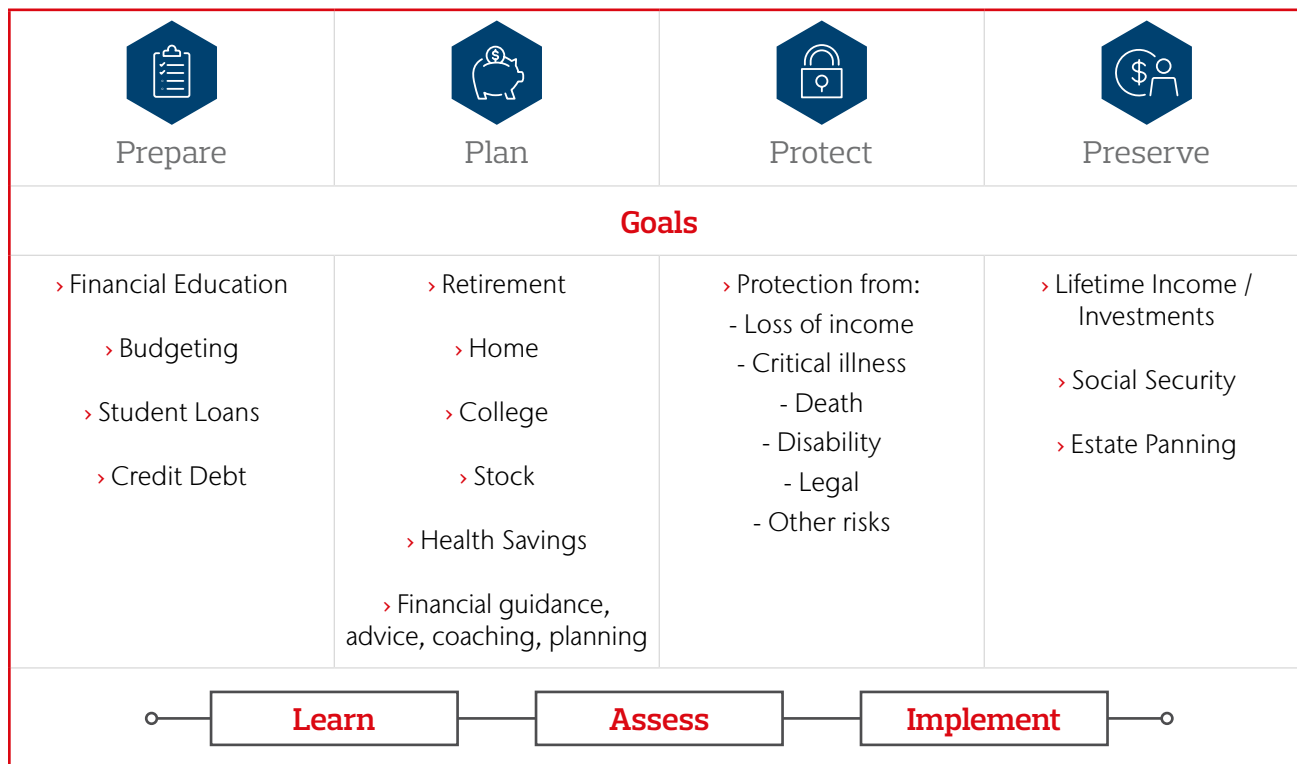 Prepare
Plan
Protect
Preserve
Goals
› Financial Education
› Budgeting
› Student Loans
› Credit Debt
› Retirement
› Home
› College
› Stock
› Health Savings
› Financial guidance,
advice, coaching, planning
› Protection from:
- Loss of income
- Critical illness
- Death
- Disability
- Legal
- Other risks
› Lifetime Income /
Investments
› Social Security
› Estate Panning
Learn
Assess
Implement